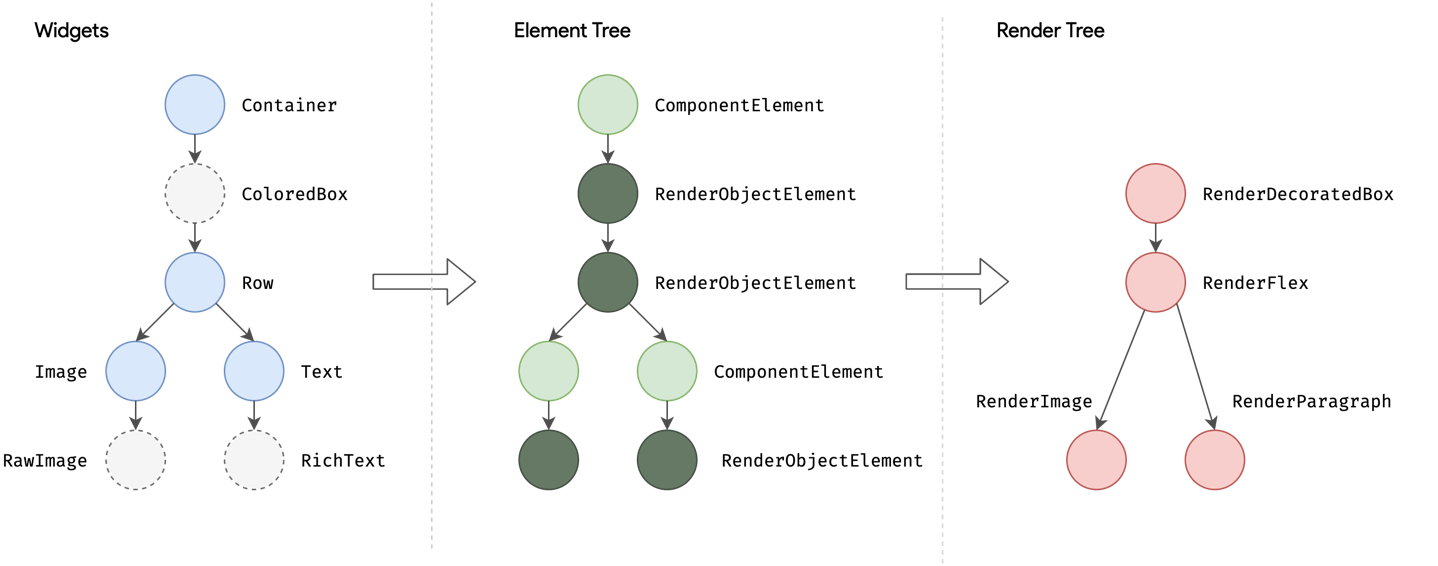 Widgets
Container
ColoredBox
Row
Image
Text
RawImage
RichText
Element Tree
ComponentElement
RenderObjectElement
RenderObjectElement
ComponentElement
RenderObjectElement
Render Tree
RenderDecoratedBox
RenderFlex
RenderImage
RenderParagraph